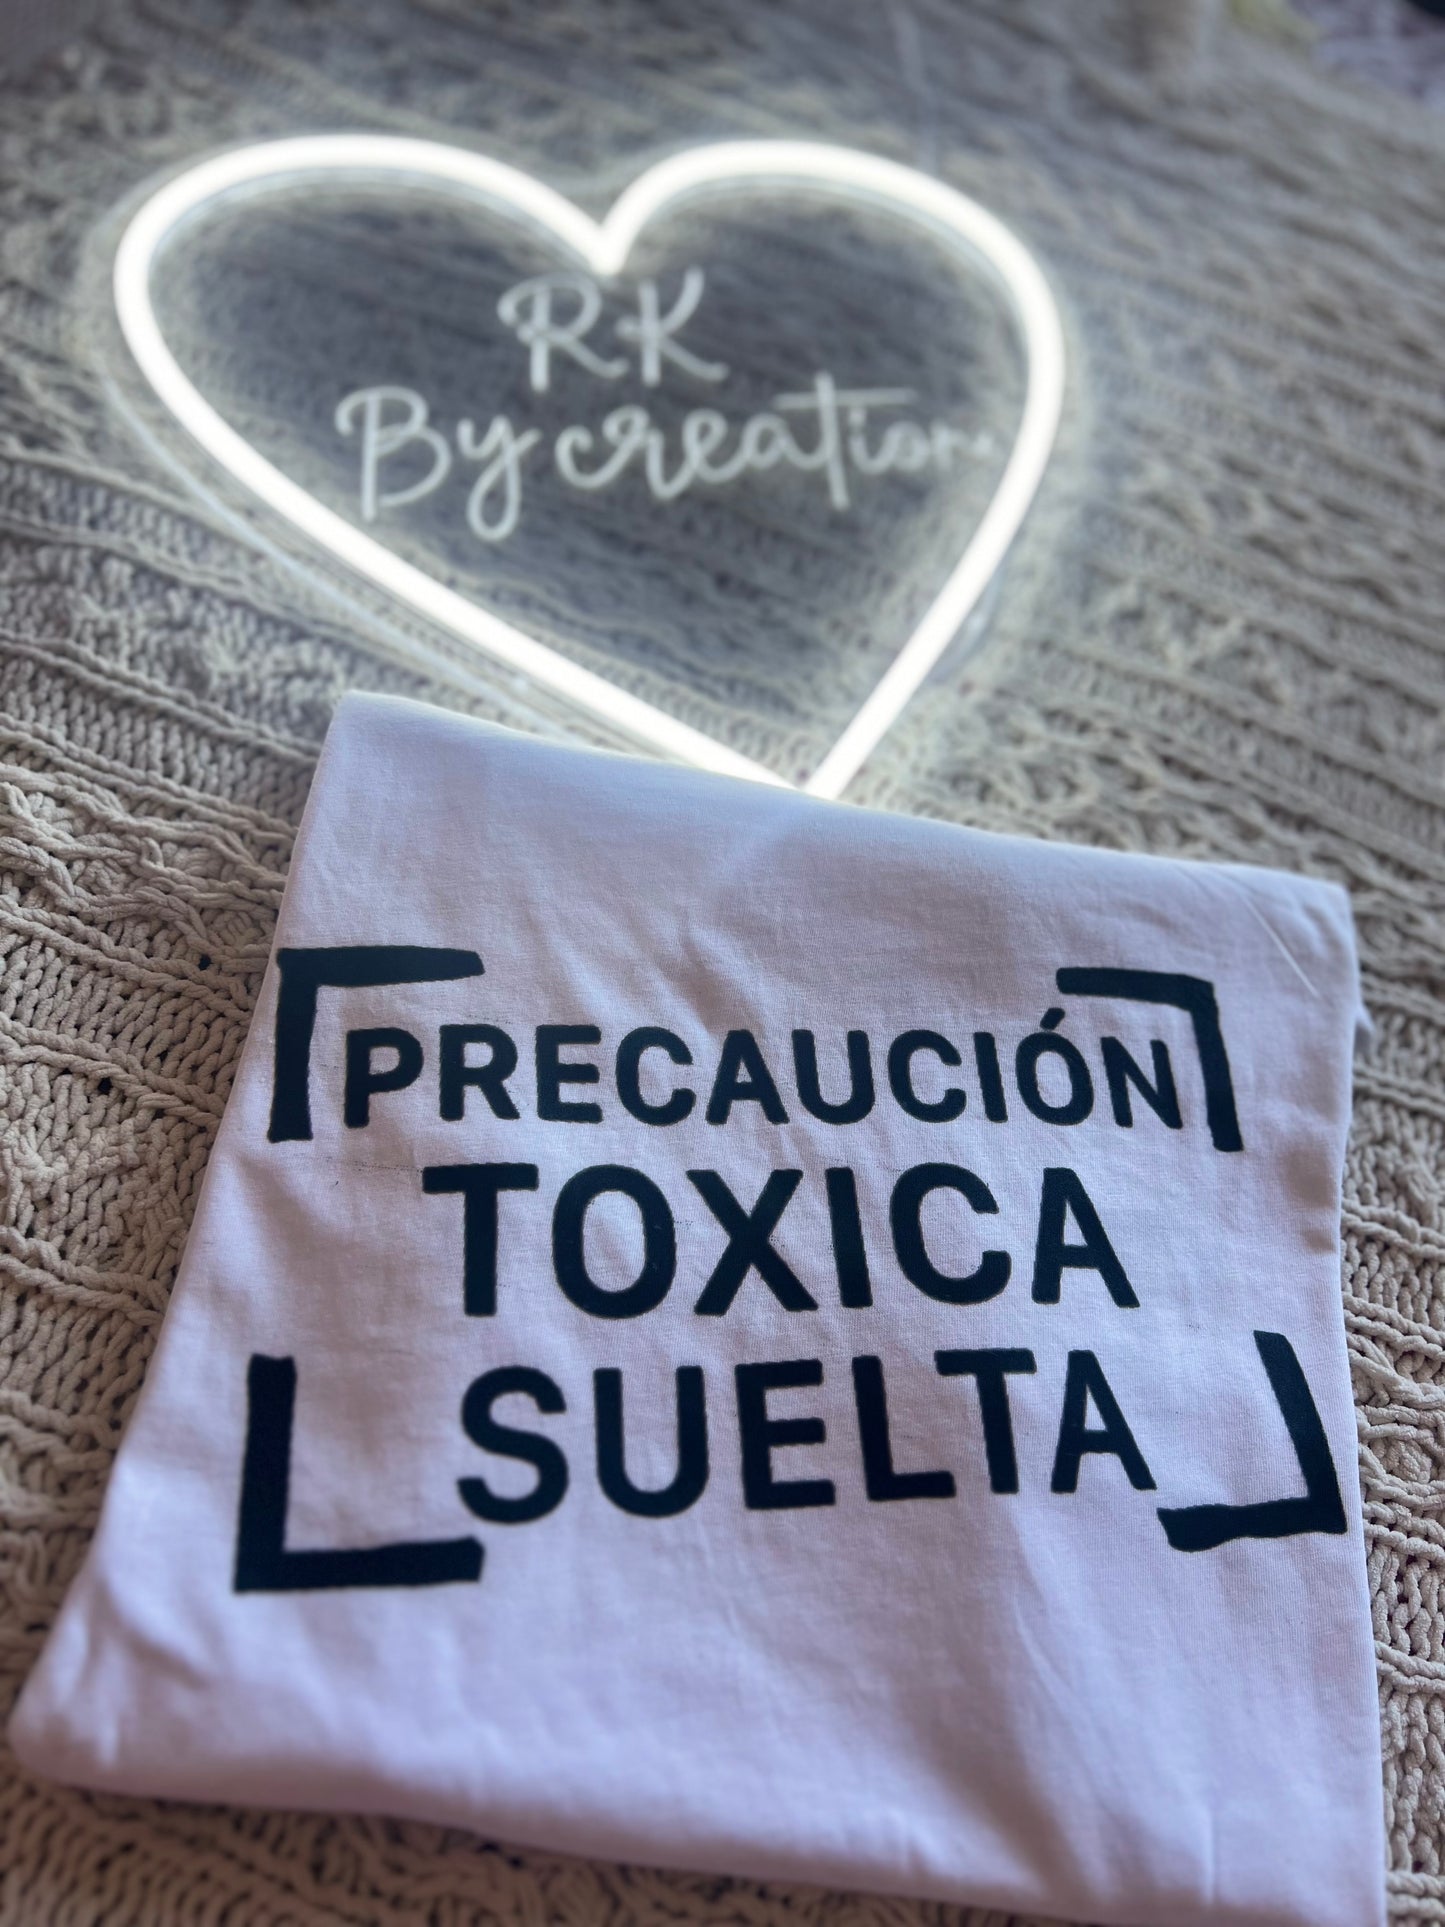 RK
By creation
PRECAUCIÓN
TOXICA
SUELTA